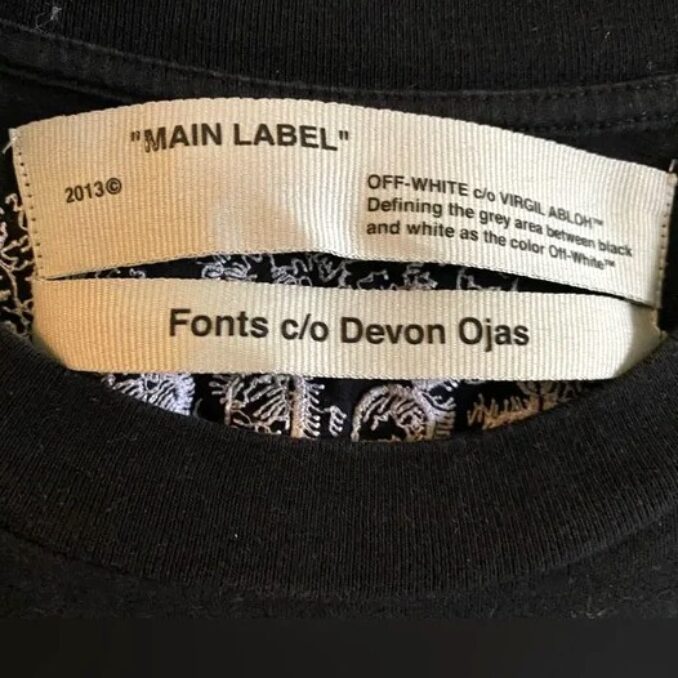 "MAIN LABEL"
2013©
OFF-WHITE c/o VIRGIL ABLOH™
Defining the grey area between black
and white as the color Off-White™
Fonts c/o Devon Ojas